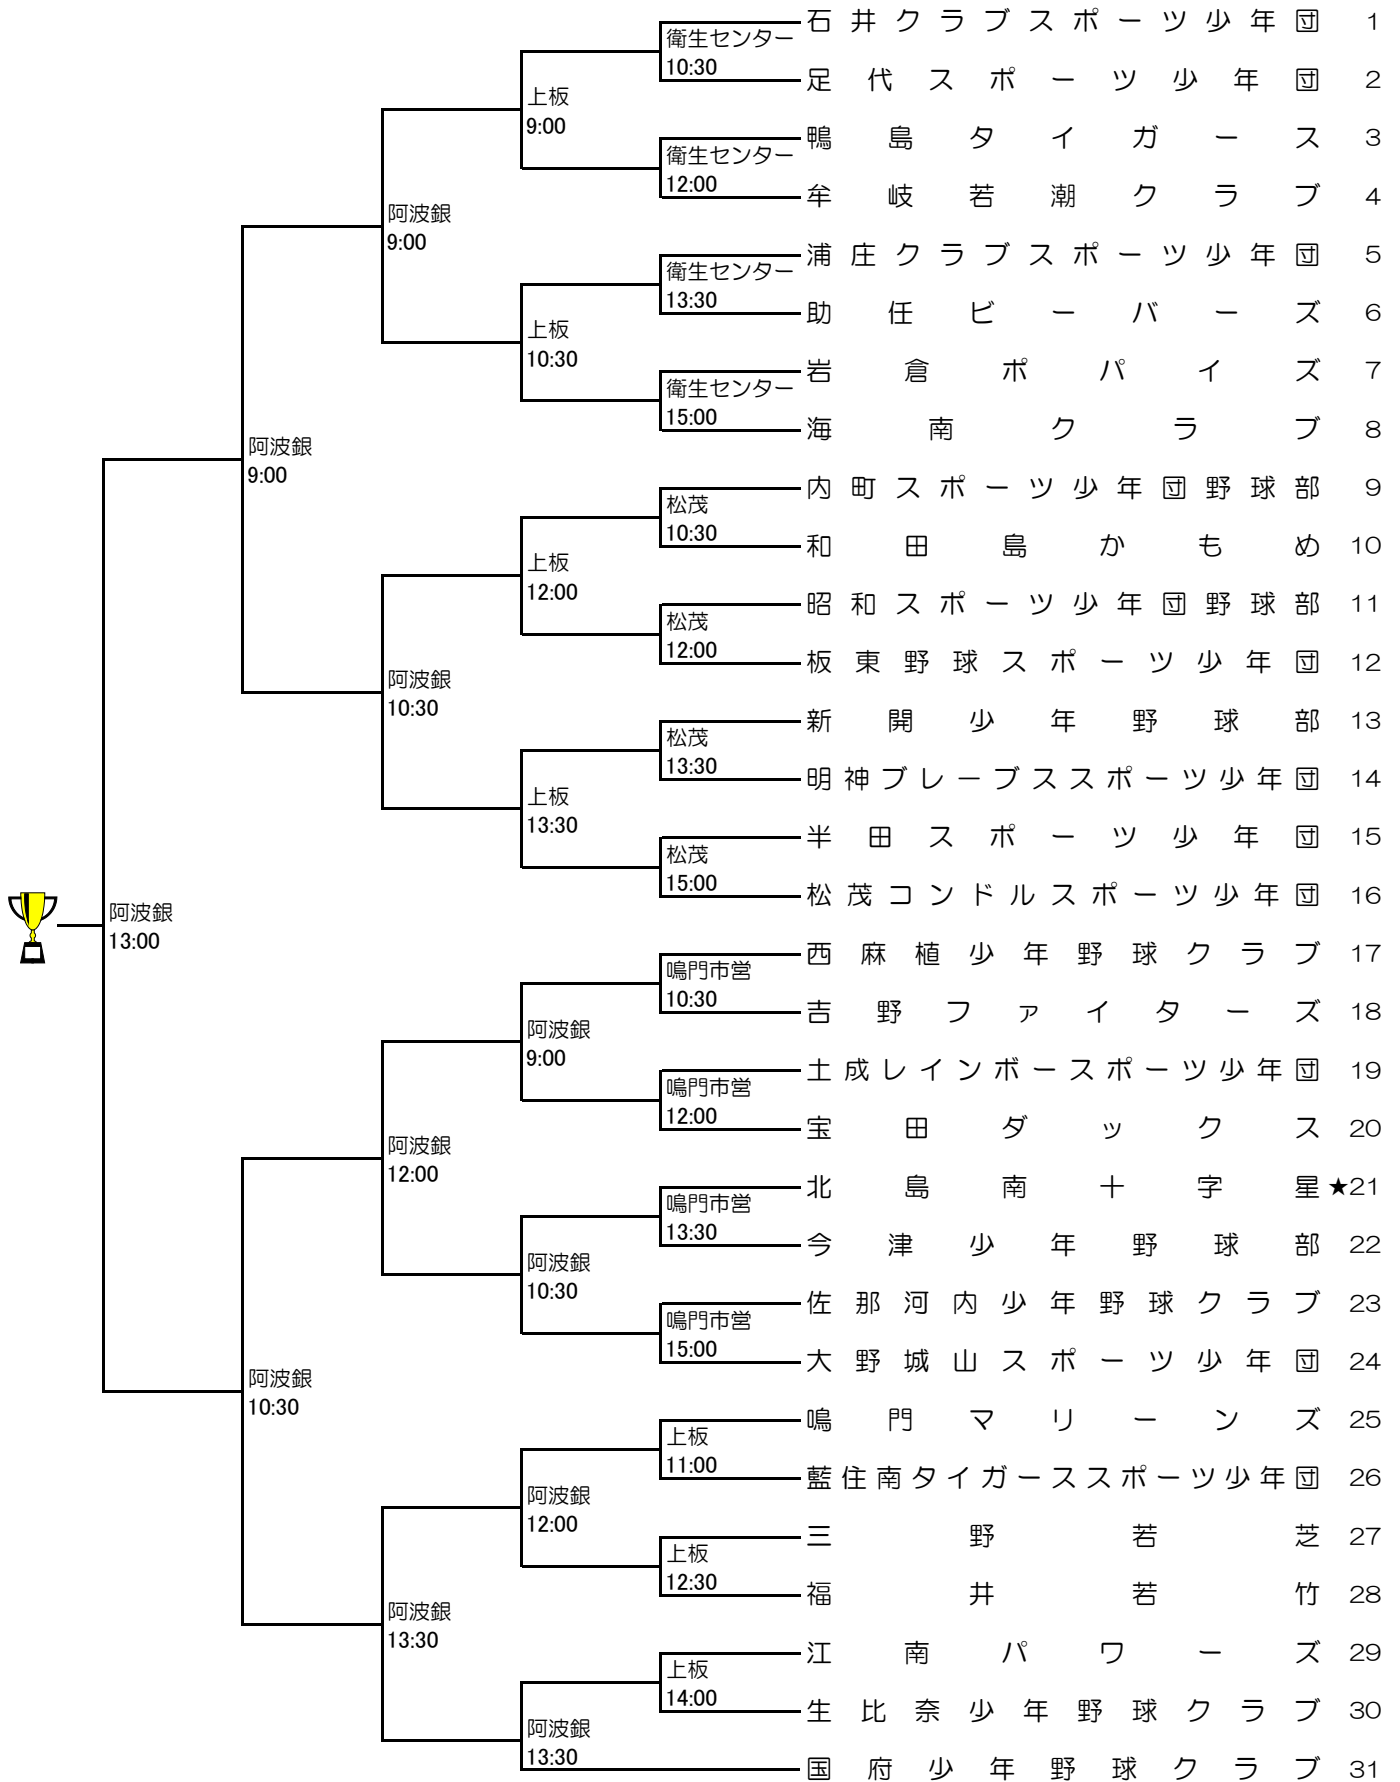 石井クラブスポーツ少年団 1
衛生センター
10:30
足代スポーツ少年団 2
上板
9:00
鴨島タイガース 3
衛生センター
12:00
牟岐若潮クラブ 4
阿波銀
9:00
浦庄クラブスポーツ少年団 5
衛生センター
13:30
助任ビーバーズ 6
上板
10:30
岩倉ポパイズ 7
衛生センター
15:00
海南クラブ 8
阿波銀
9:00
内町スポーツ少年団野球部 9
松茂
10:30
和田島かもめ 10
上板
12:00
昭和スポーツ少年団野球部 11
松茂
12:00
板東野球スポーツ少年団 12
阿波銀
10:30
新開少年野球部 13
松茂
13:30
明神ブレーブススポーツ少年団 14
上板
13:30
半田スポーツ少年団 15
松茂
15:00
松茂コンドルスポーツ少年団 16
阿波銀
13:00
西麻植少年野球クラブ 17
鳴門市営
10:30
吉野ファイターズ 18
阿波銀
9:00
土成レインボースポーツ少年団 19
鳴門市営
12:00
宝田ダックス 20
阿波銀
12:00
北島南十字星 ★21
鳴門市営
13:30
今津少年野球部 22
阿波銀
10:30
佐那河内少年野球クラブ 23
鳴門市営
15:00
大野城山スポーツ少年団 24
阿波銀
10:30
鳴門マリーンズ 25
上板
11:00
藍住南タイガーススポーツ少年団 26
阿波銀
12:00
三野若芝 27
上板
12:30
福井若竹 28
阿波銀
13:30
江南パワーズ 29
上板
14:00
生比奈少年野球クラブ 30
阿波銀
13:30
国府少年野球クラブ 31